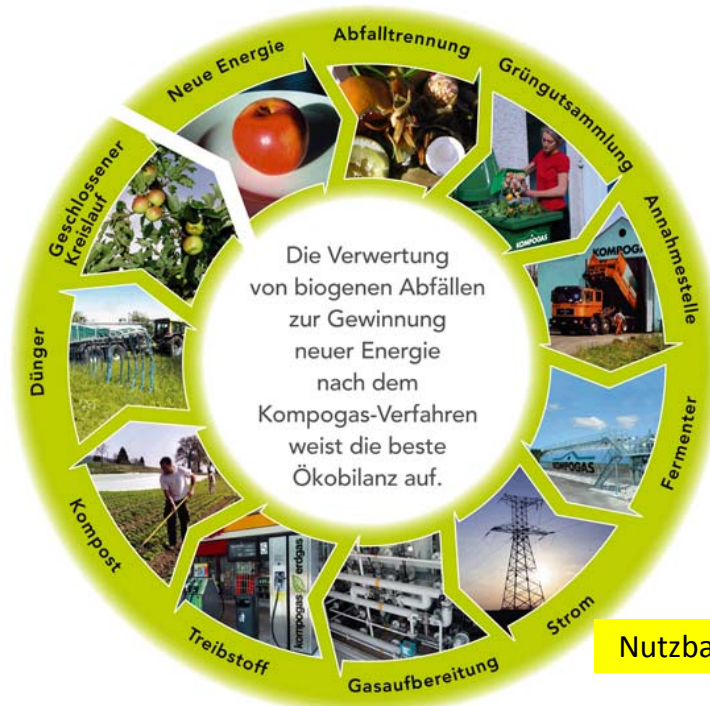 Neue Energie
Abfalltrennung
Grüngutsammlung
Annahmestelle
Fermenter
Strom
Gasaufbereitung
Treibstoff
Kompost
Dünger
Geschlossener
Kreislauf
Die Verwertung
von biogenen Abfällen
zur Gewinnung
neuer Energie
nach dem
Kompogas-Verfahren
weist die beste
Ökobilanz auf.
KOMPOGAS
KOMPOGAS
KOMPOGAS
kompogas erdgas
Nutzba